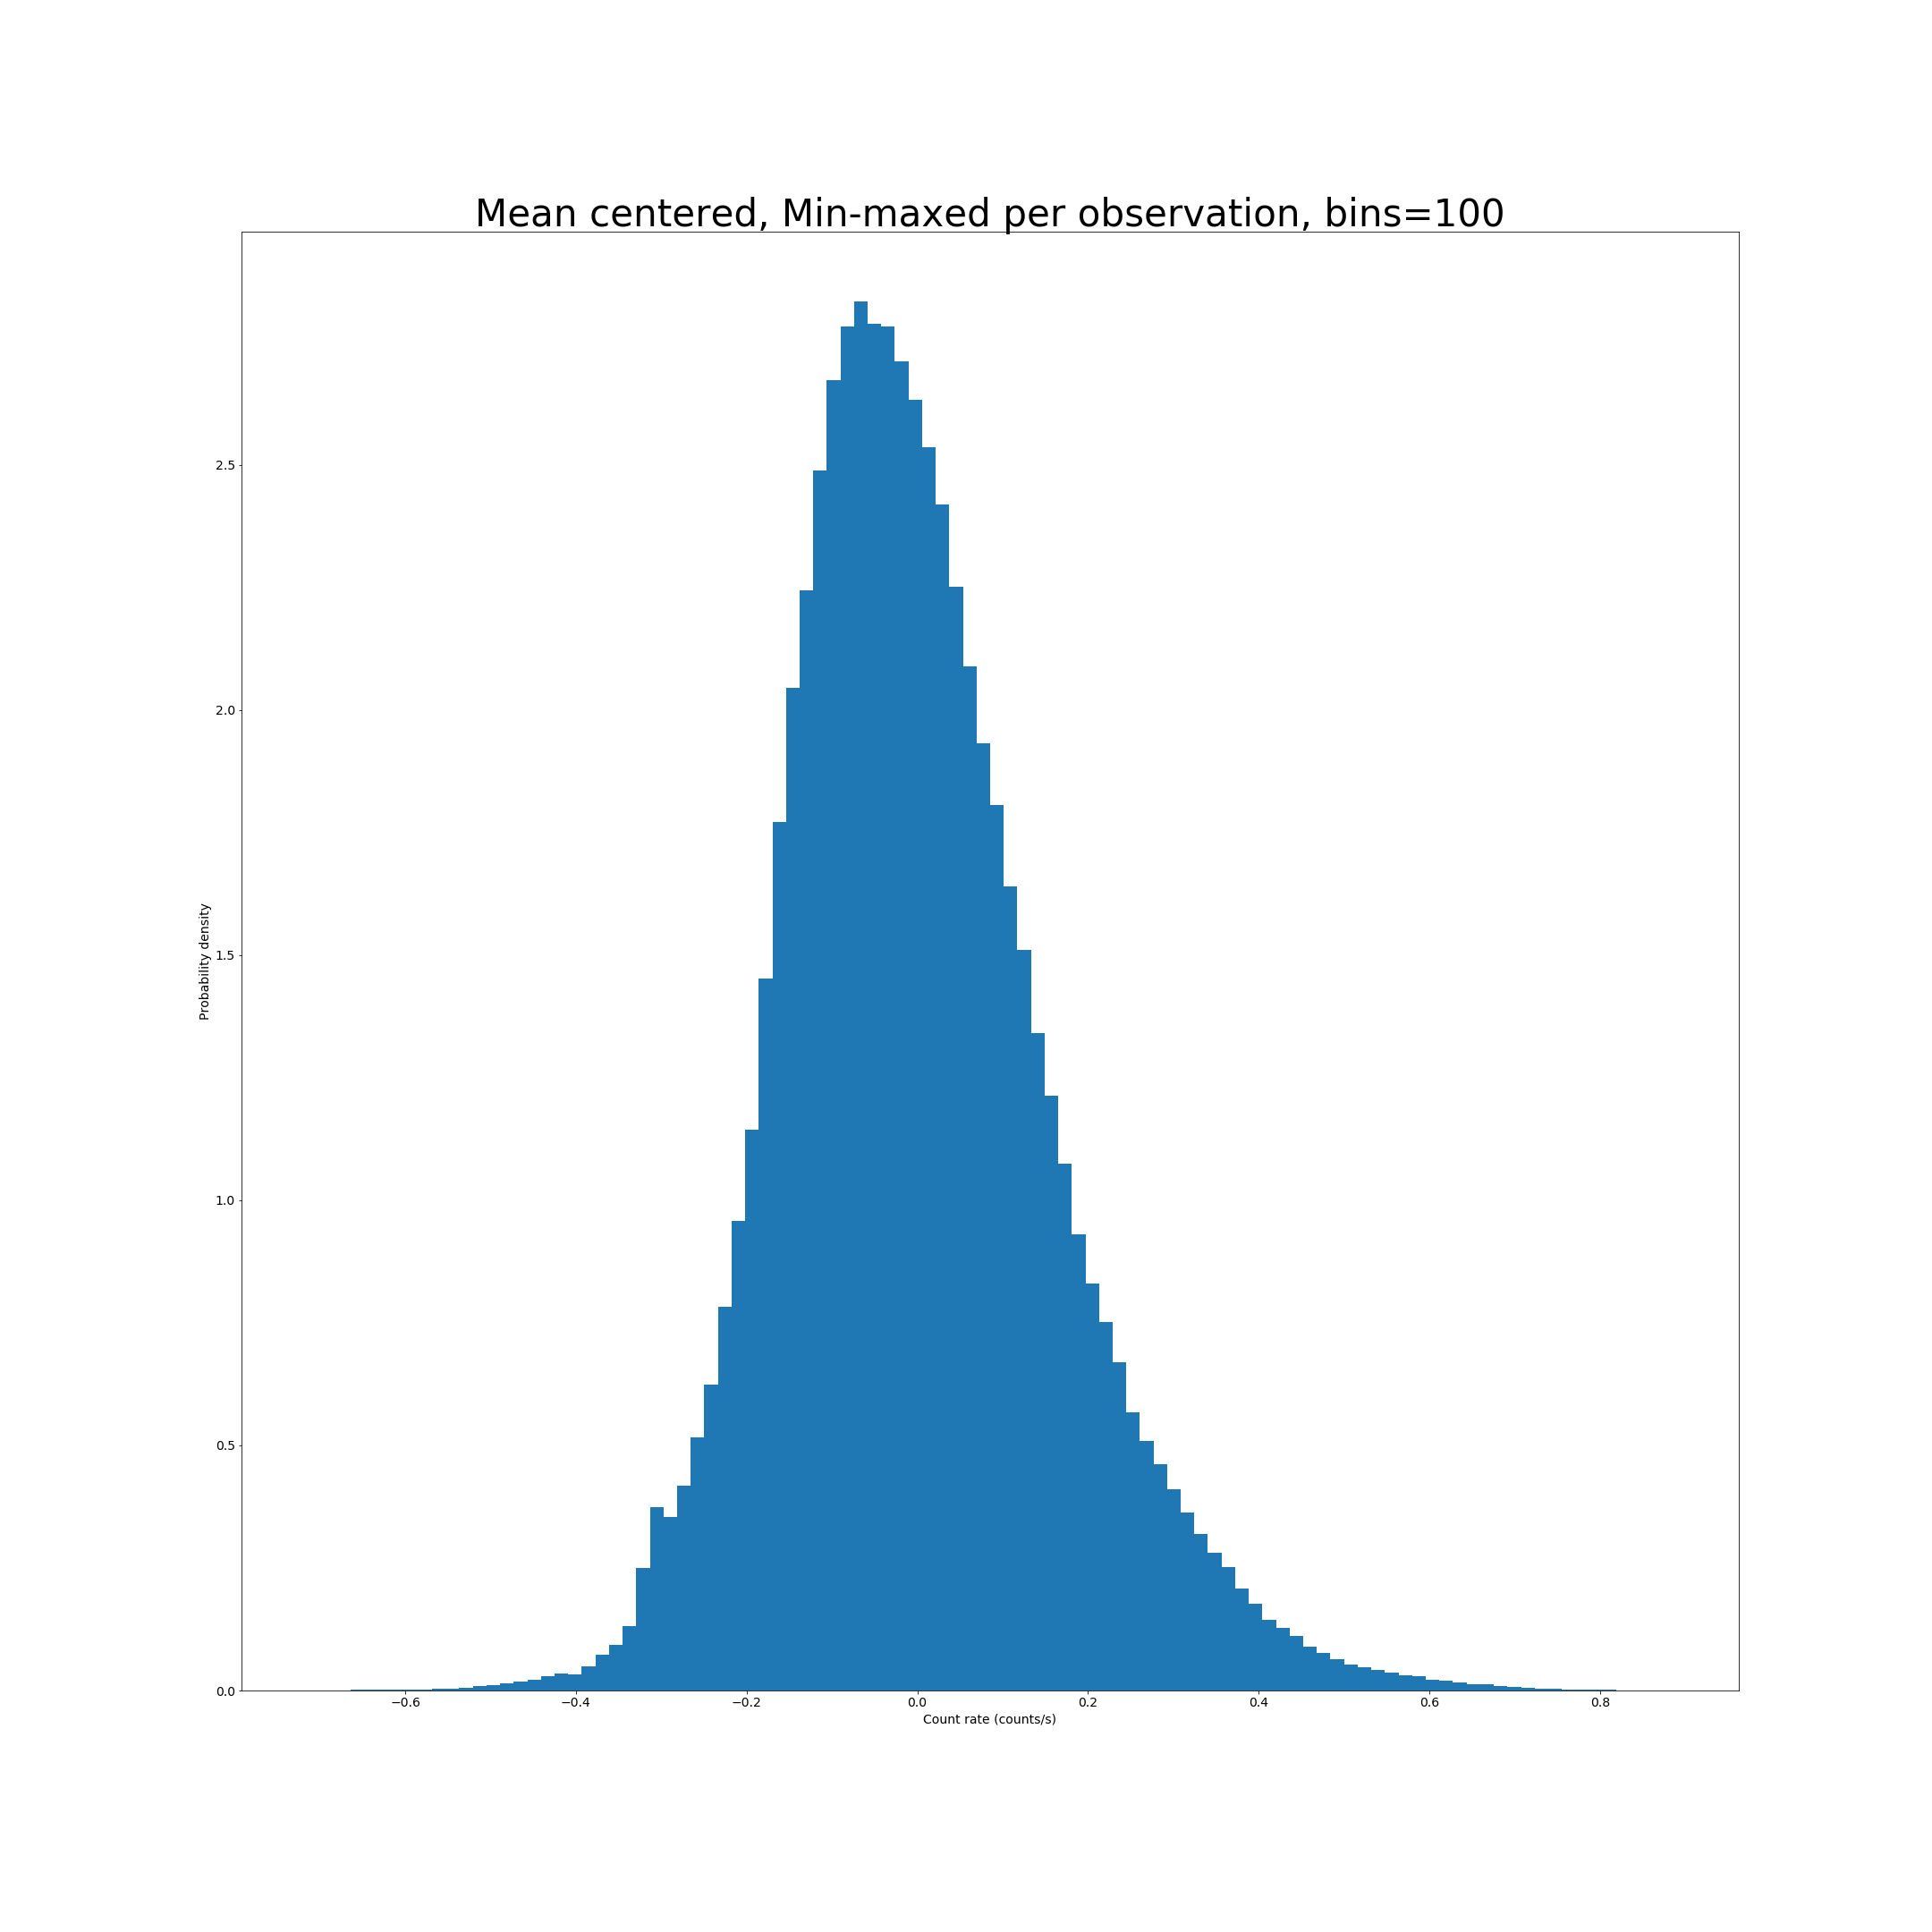 Mean centered, Min-maxed per observation, bins=100
2.5
2.0
1.5
1.0
0.5
0.0
Probability density
−0.6 −0.4 −0.2 0.0 0.2 0.4 0.6 0.8
Count rate (counts/s)